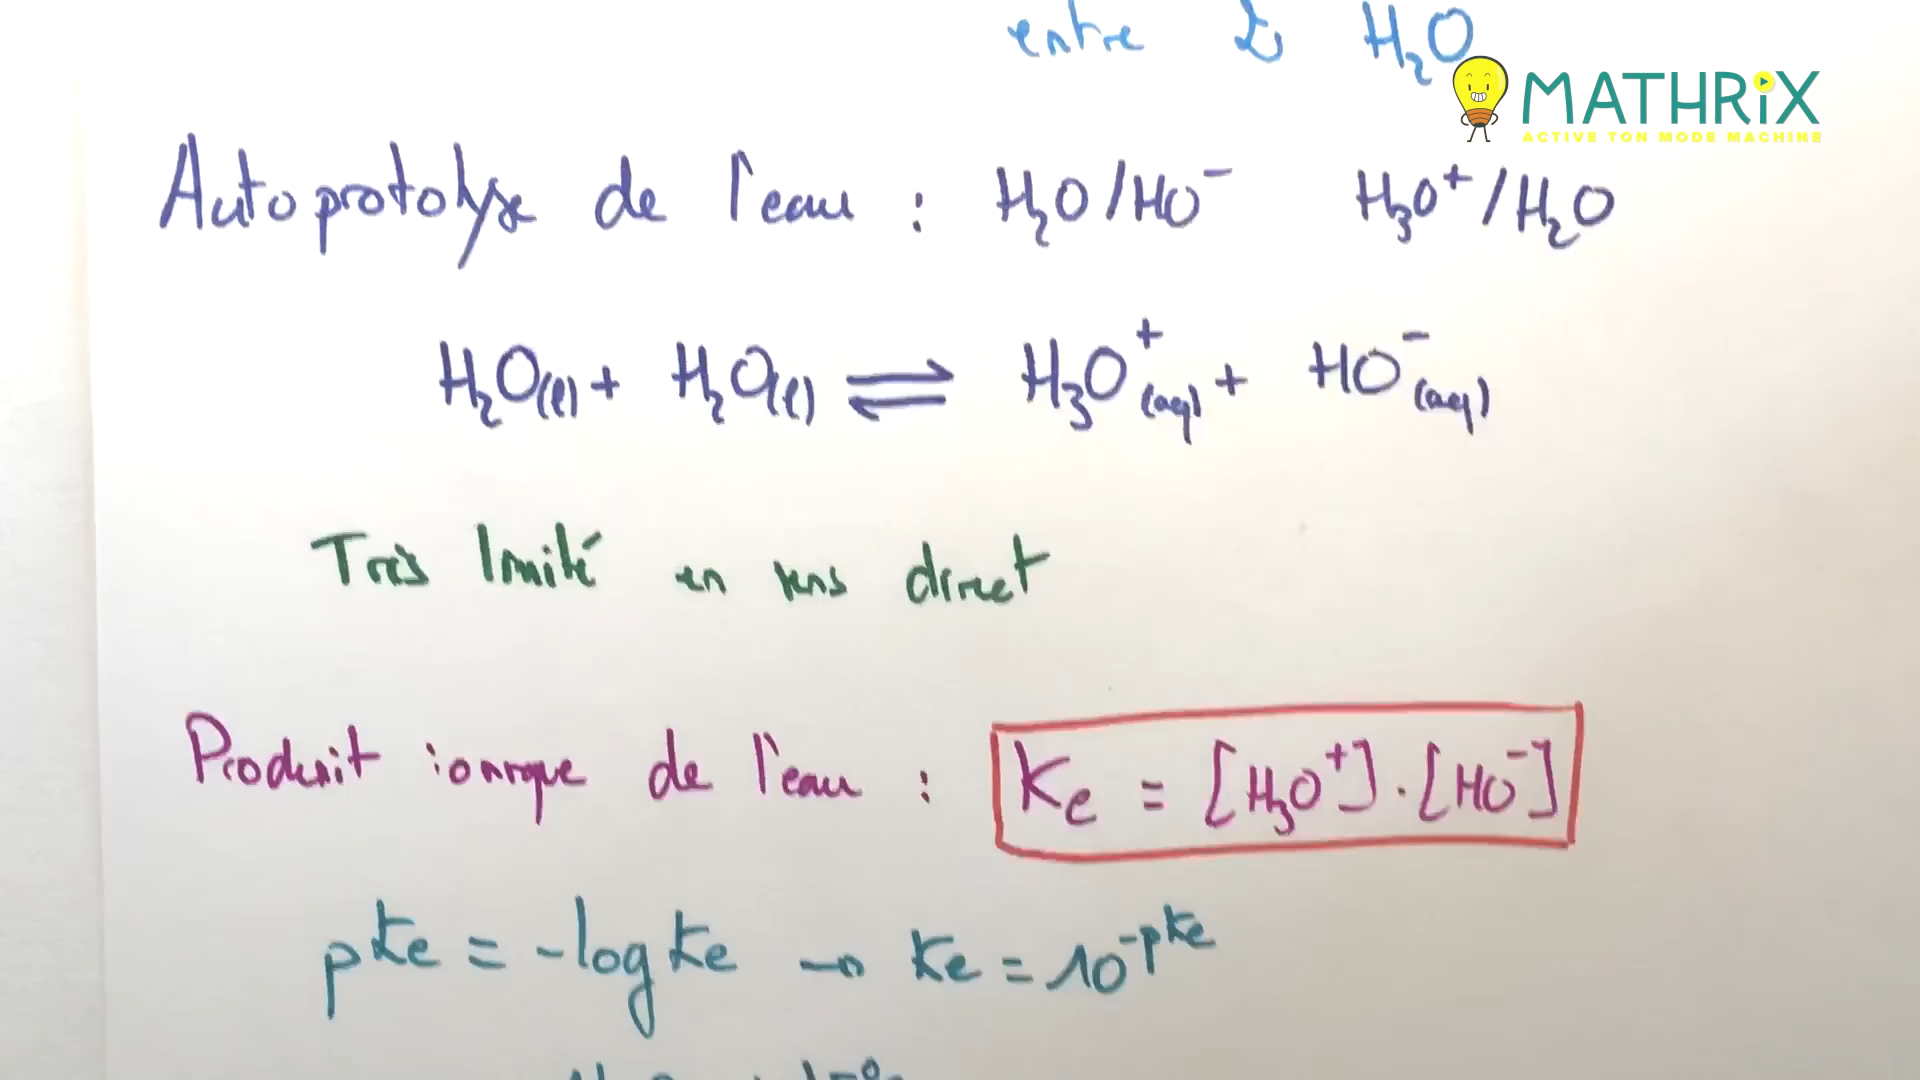 entre 2 H₂O
MATHRiX
ACTIVE TON MODE MACHINE
Autoprotolyse de l'eau : H₂O/HO⁻ H₃O⁺/H₂O
H₂O(l) + H₂O(l) ⇌ H₃O⁺(aq) + HO⁻(aq)
Très limité en sens direct
Produit ionique de l'eau : Ke = [H₃O⁺]·[HO⁻]
pKe = -log Ke → Ke = 10^-pKe